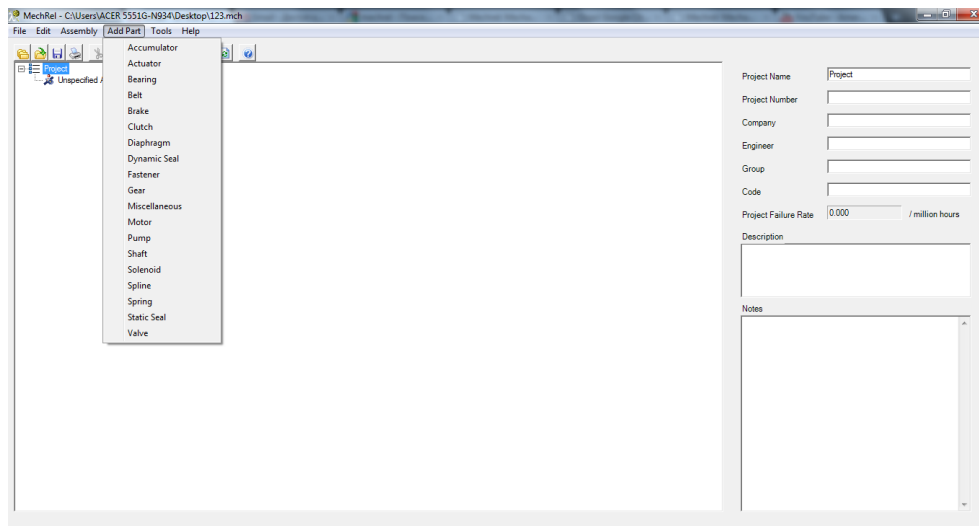 MechRel - C:\Users\ACER 5551G-N934\Desktop\123.mch
File Edit Assembly Add Part Tools Help
Accumulator
Actuator
Bearing
Belt
Brake
Clutch
Diaphragm
Dynamic Seal
Fastener
Gear
Miscellaneous
Motor
Pump
Shaft
Solenoid
Spline
Spring
Static Seal
Valve
Project
Unspecified
Project Name Project
Project Number
Company
Engineer
Group
Code
Project Failure Rate 0.000 / million hours
Description
Notes